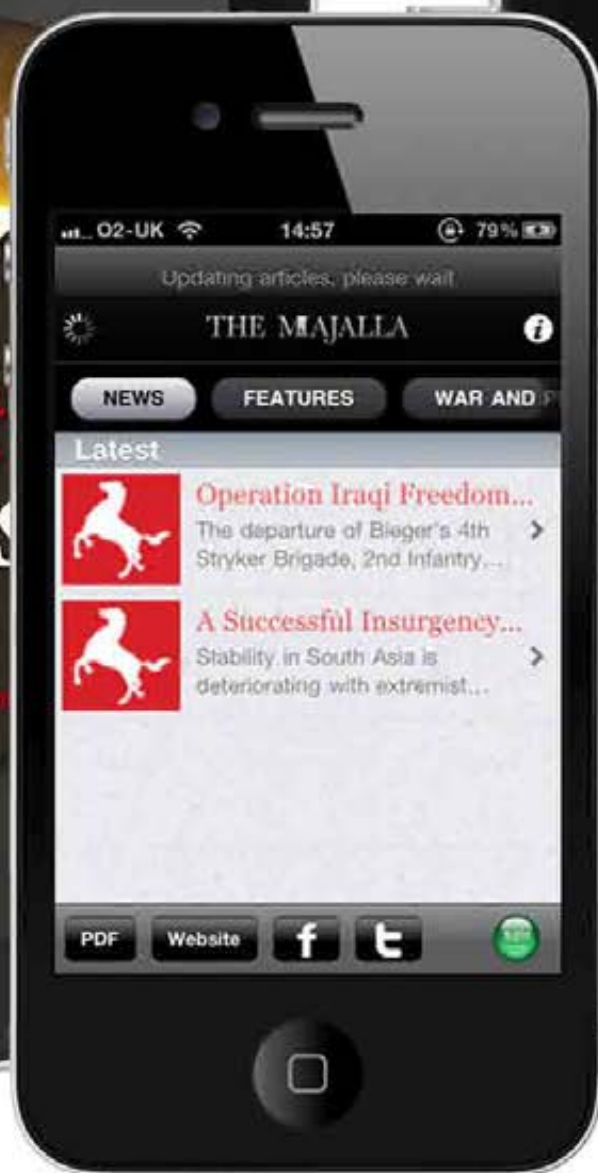 O2-UK 14:57 79%
Updating articles, please wait
THE MAJALLA
NEWS FEATURES WAR AND
Latest
Operation Iraqi Freedom...
The departure of Bieger's 4th
Stryker Brigade, 2nd Infantry...
A Successful Insurgency...
Stability in South Asia is
deteriorating with extremist...
PDF Website f t